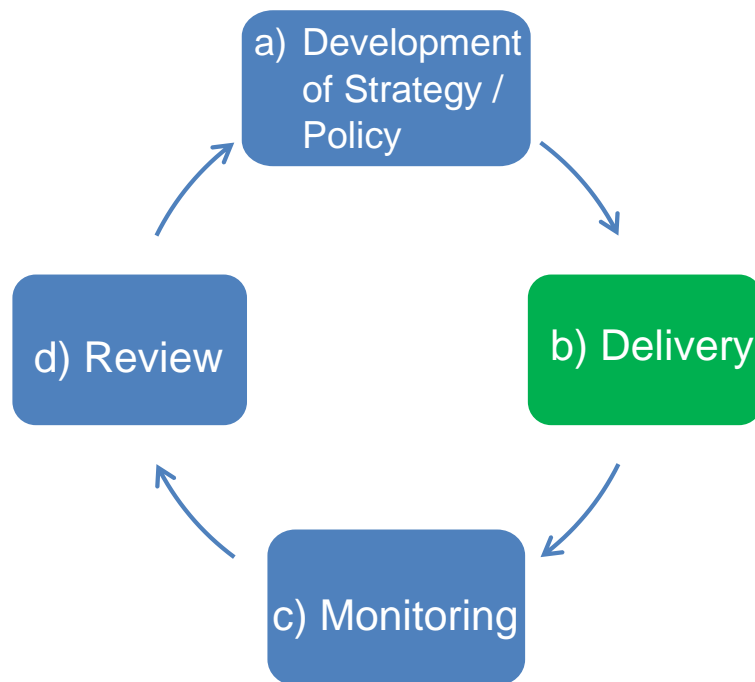 a) Development
of Strategy /
Policy
b) Delivery
c) Monitoring
d) Review